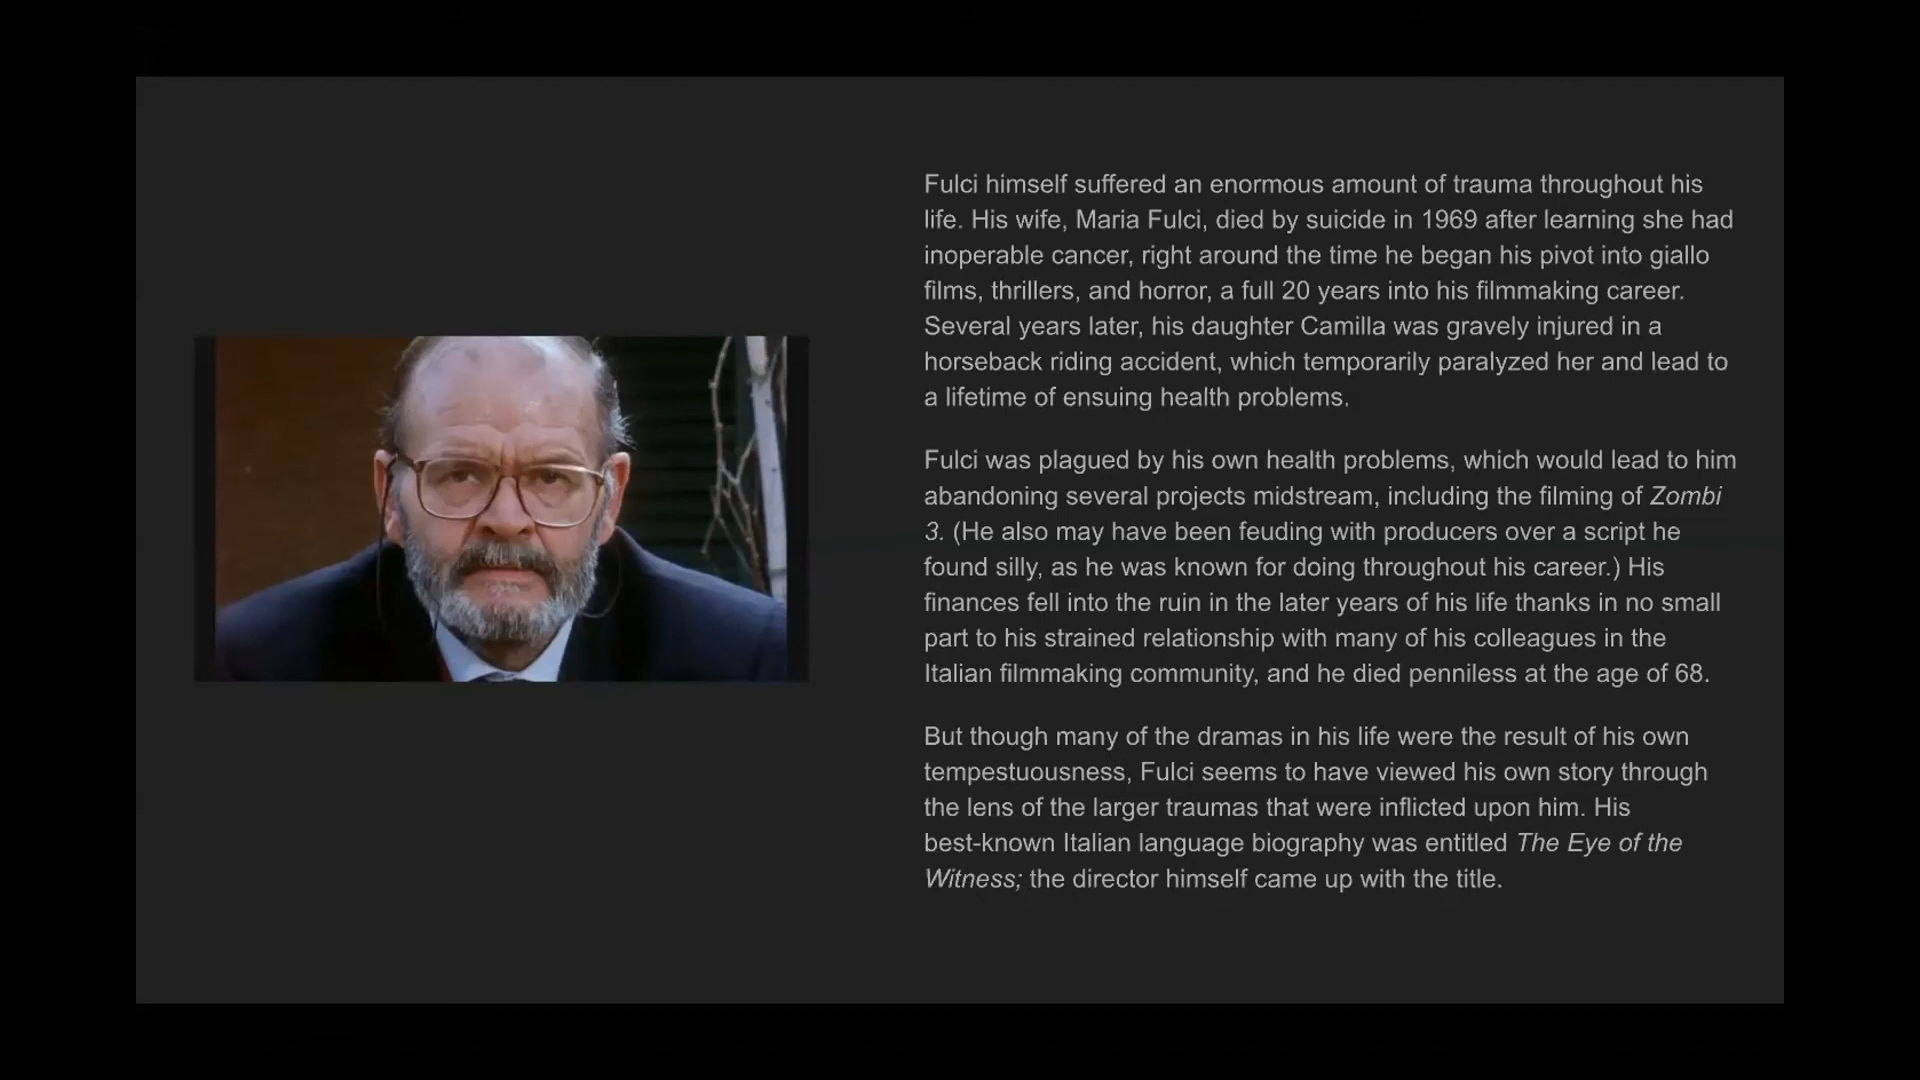 Fulci himself suffered an enormous amount of trauma throughout his
life. His wife, Maria Fulci, died by suicide in 1969 after learning she had
inoperable cancer, right around the time he began his pivot into giallo
films, thrillers, and horror, a full 20 years into his filmmaking career.
Several years later, his daughter Camilla was gravely injured in a
horseback riding accident, which temporarily paralyzed her and lead to
a lifetime of ensuing health problems.
Fulci was plagued by his own health problems, which would lead to him
abandoning several projects midstream, including the filming of Zombi
3. (He also may have been feuding with producers over a script he
found silly, as he was known for doing throughout his career.) His
finances fell into the ruin in the later years of his life thanks in no small
part to his strained relationship with many of his colleagues in the
Italian filmmaking community, and he died penniless at the age of 68.
But though many of the dramas in his life were the result of his own
tempestuousness, Fulci seems to have viewed his own story through
the lens of the larger traumas that were inflicted upon him. His
best-known Italian language biography was entitled The Eye of the
Witness; the director himself came up with the title.